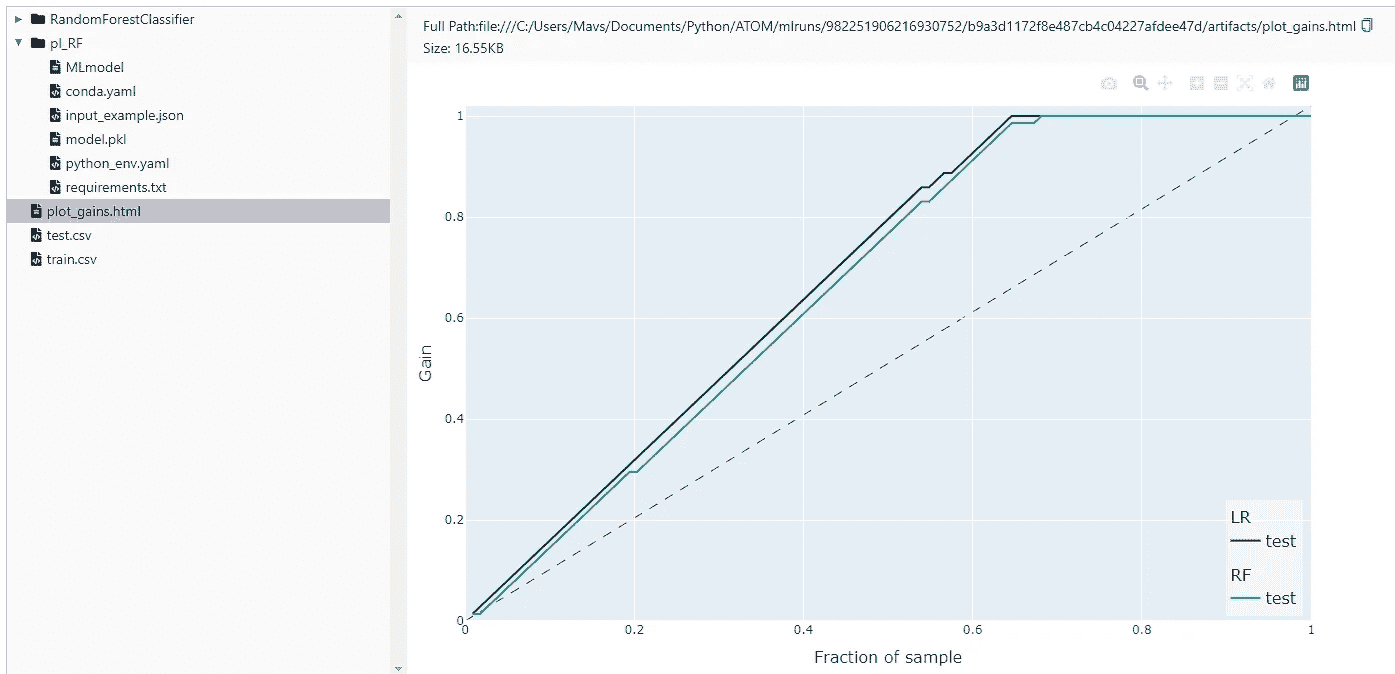 RandomForestClassifier
pl_RF
MLmodel
conda.yaml
input_example.json
model.pkl
python_env.yaml
requirements.txt
plot_gains.html
test.csv
train.csv
Full Path:file:///C:/Users/Mavs/Documents/Python/ATOM/mlruns/982251906216930752/b9a3d1172f8e487cb4c04227afdee47d/artifacts/plot_gains.html
Size: 16.55KB
1
0.8
0.6
0.4
0.2
0
Gain
0 0.2 0.4 0.6 0.8 1
Fraction of sample
LR
test
RF
test